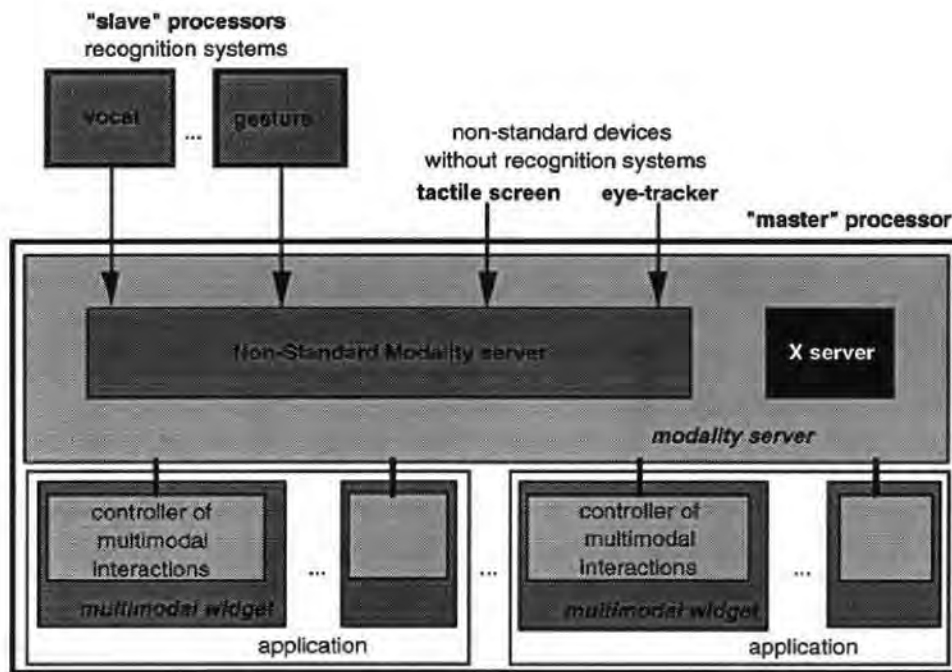 "slave" processors
recognition systems
vocal
...
gesture
non-standard devices
without recognition systems
tactile screen
eye-tracker
"master" processor
Non-Standard Modality server
X server
modality server
controller of
multimodal
interactions
...
multimodal widget
application
...
controller of
multimodal
interactions
...
multimodal widget
application